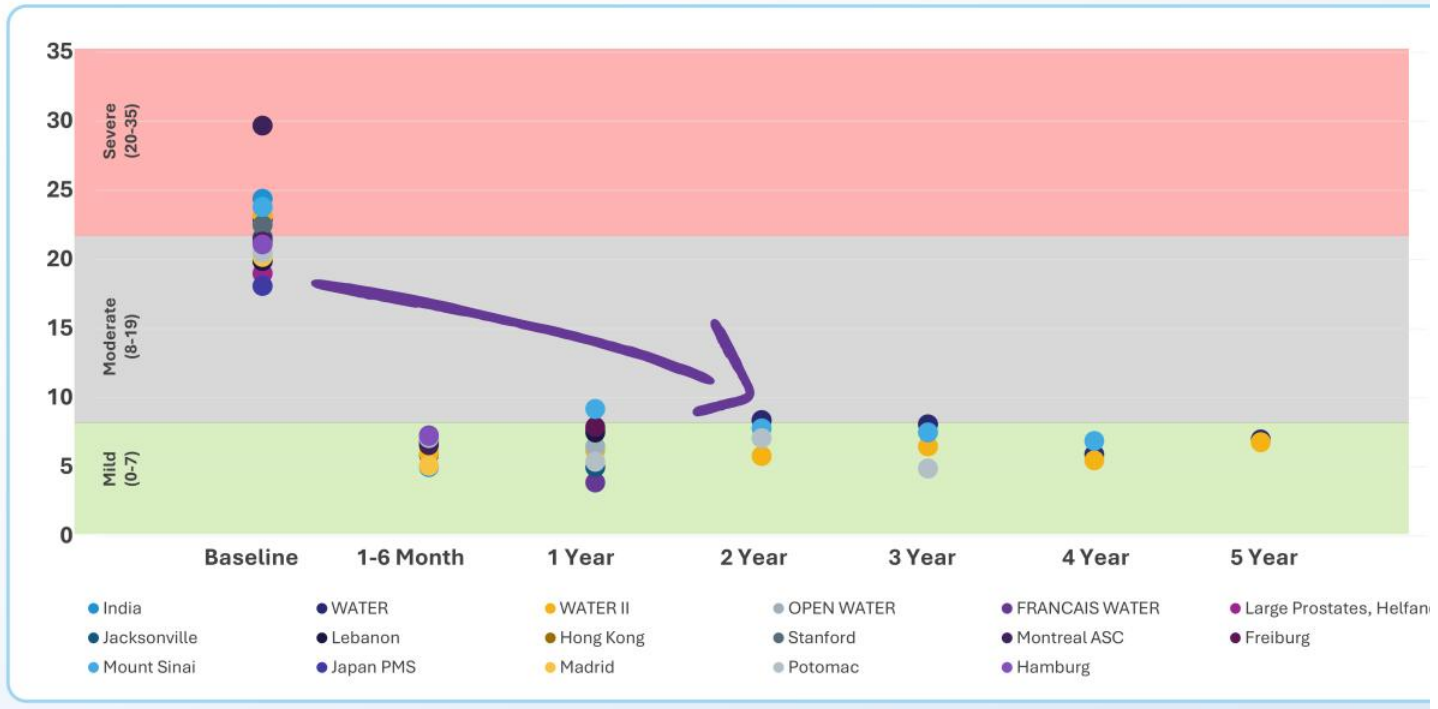 35
30
25
20
15
10
5
0
Severe
(20-35)
Moderate
(8-19)
Mild
(0-7)
Baseline 1-6 Month 1 Year 2 Year 3 Year 4 Year 5 Year
India WATER WATER II OPEN WATER FRANCAIS WATER Large Prostates,
Jacksonville Lebanon Hong Kong Stanford Montreal ASC Freiburg
Mount Sinai Japan PMS Madrid Potomac Hamburg